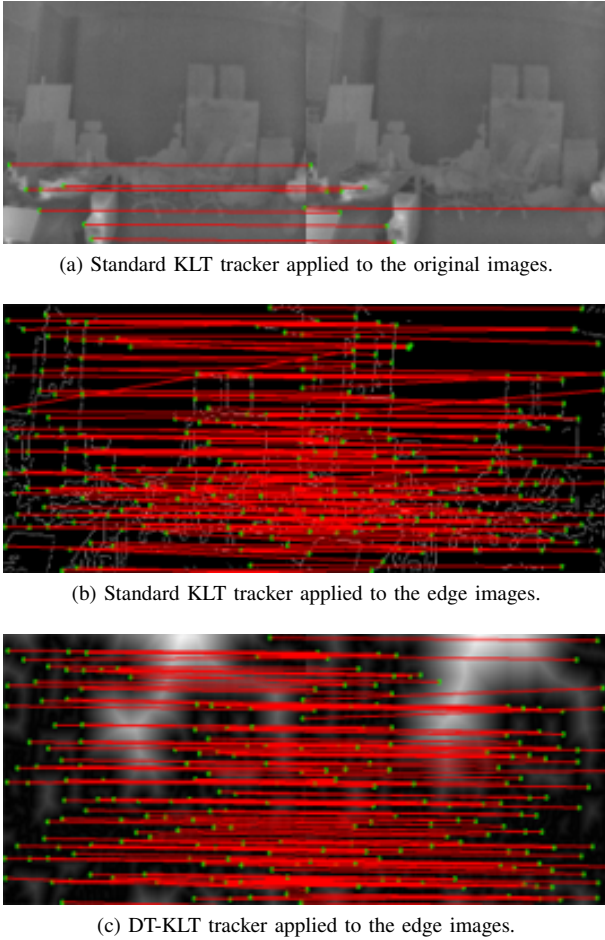 (a) Standard KLT tracker applied to the original images.
(b) Standard KLT tracker applied to the edge images.
(c) DT-KLT tracker applied to the edge images.